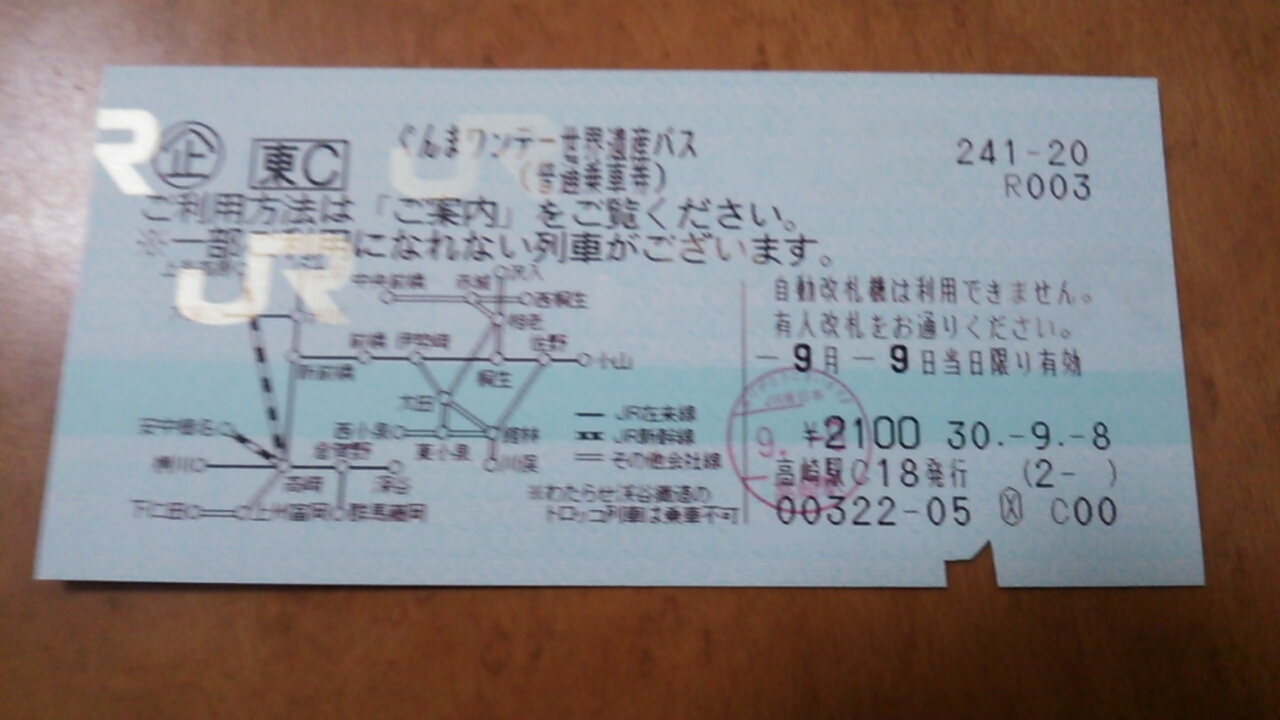 企 東C ぐんまワンデー世界遺産パス 241-20
(普通乗車券) R003
ご利用方法は「ご案内」をご覧ください。
※一部ご利用になれない列車がございます。
JR
中央前橋 赤城
西桐生
相老
前橋 伊勢崎 佐野 小山
新前橋 桐生
太田
安中榛名 西小泉 館林
東小泉 川俣
横川 倉賀野
高崎 深谷
下仁田 上州富岡 群馬藤岡
JR在来線
JR新幹線
その他会社線
※わたらせ渓谷鐵道の
トロッコ列車は乗車不可
自動改札機は利用できません。
有人改札をお通りください。
-9月-9日当日限り有効
¥2100 30.-9.-8
高崎駅C18発行 (2- )
00322-05 C00